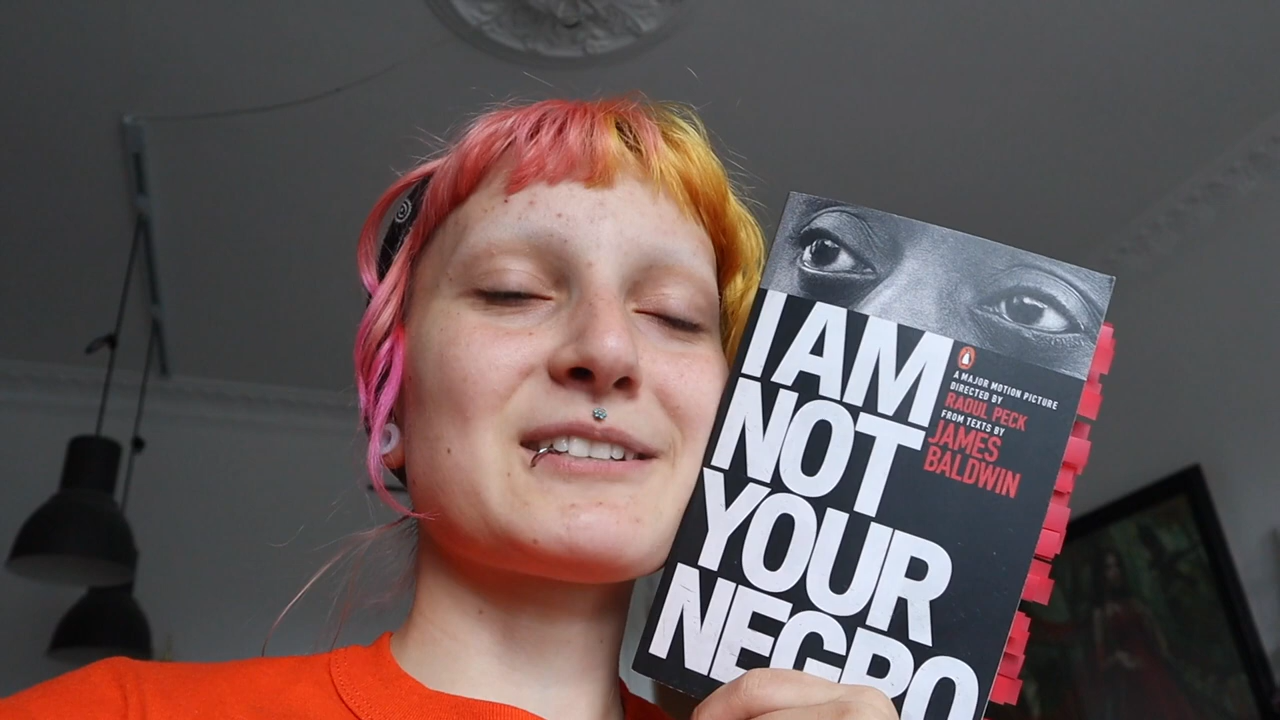 I AM
NOT
YOUR
NEGRO
A MAJOR MOTION PICTURE
DIRECTED BY
RAOUL PECK
FROM TEXTS BY
JAMES
BALDWIN